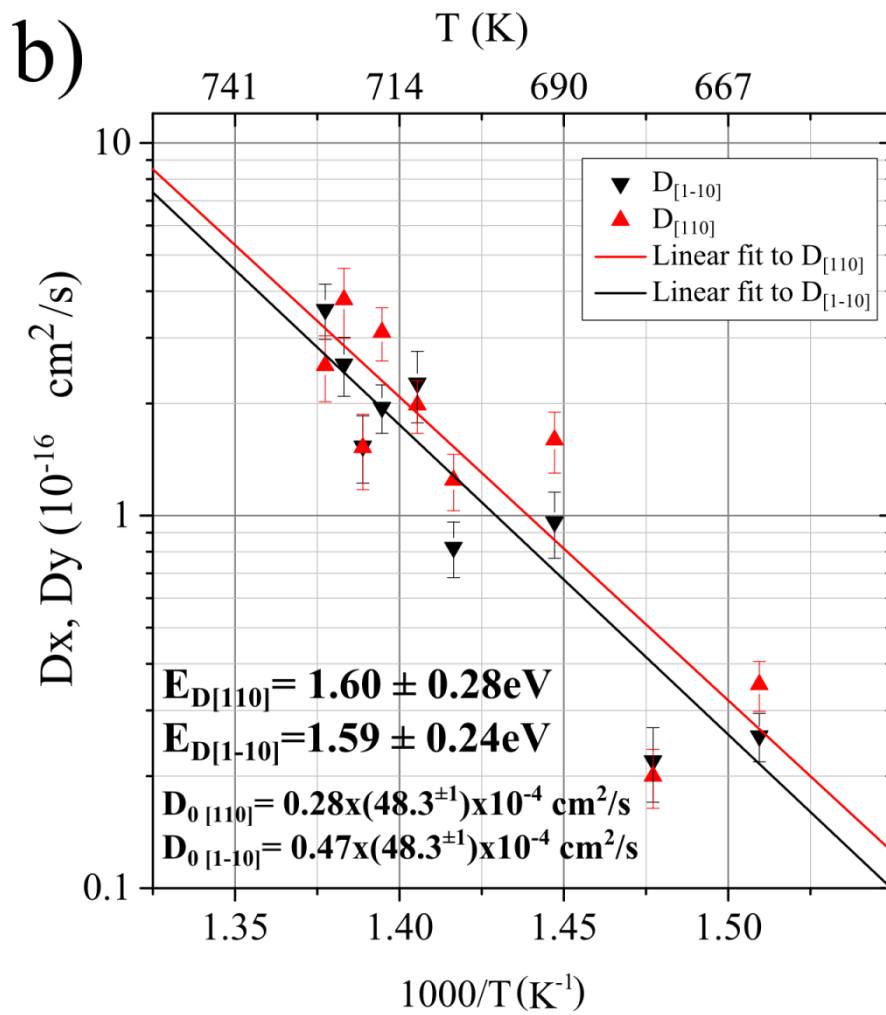 b)
T (K)
741 714 690 667
10
1
0.1
Dx, Dy (10⁻¹⁶ cm²/s)
D[1-10]
D[110]
Linear fit to D[110]
Linear fit to D[1-10]
E_D[110]= 1.60 ± 0.28eV
E_D[1-10]=1.59 ± 0.24eV
D₀ [110]= 0.28x(48.3^±1)x10⁻⁴ cm²/s
D₀ [1-10]= 0.47x(48.3^±1)x10⁻⁴ cm²/s
1.35 1.40 1.45 1.50
1000/T (K⁻¹)